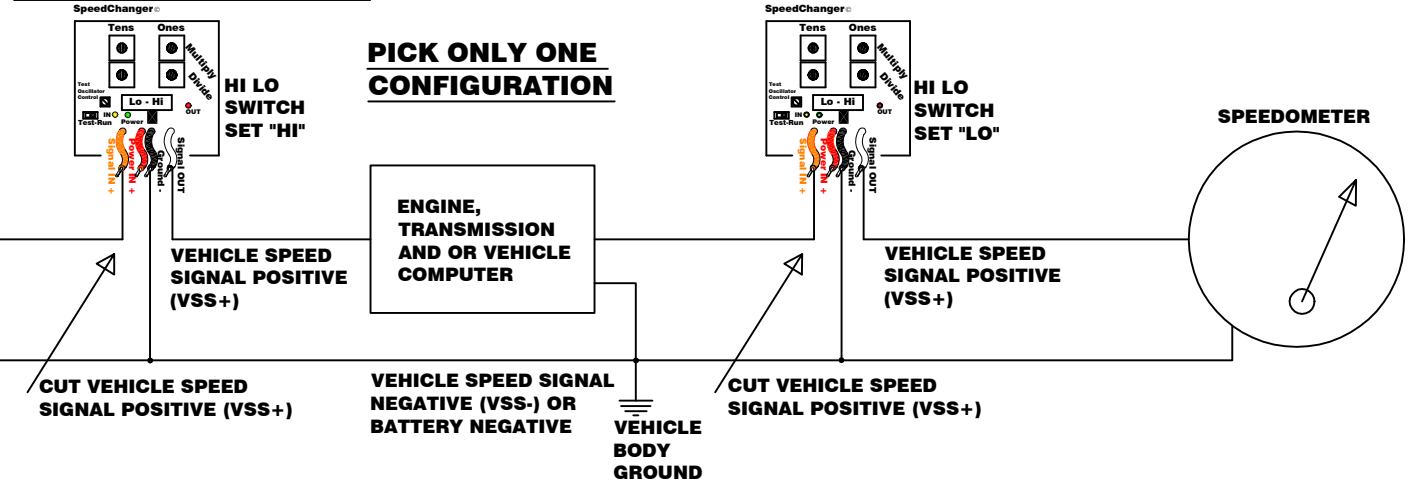 SpeedChanger©
Tens Ones
Multiply
Divide
Test
Oscillator
Control
Lo - Hi
IN
Power
OUT
Test-Run
Signal IN +
Power IN +
Ground -
Signal OUT
HI LO
SWITCH
SET "HI"
PICK ONLY ONE
CONFIGURATION
SpeedChanger©
Tens Ones
Multiply
Divide
Test
Oscillator
Control
Lo - Hi
IN
Power
OUT
Test-Run
Signal IN +
Power IN +
Ground -
Signal OUT
HI LO
SWITCH
SET "LO"
SPEEDOMETER
ENGINE,
TRANSMISSION
AND OR VEHICLE
COMPUTER
VEHICLE SPEED
SIGNAL POSITIVE
(VSS+)
VEHICLE SPEED
SIGNAL POSITIVE
(VSS+)
CUT VEHICLE SPEED
SIGNAL POSITIVE (VSS+)
VEHICLE SPEED SIGNAL
NEGATIVE (VSS-) OR
BATTERY NEGATIVE
VEHICLE
BODY
GROUND
CUT VEHICLE SPEED
SIGNAL POSITIVE (VSS+)